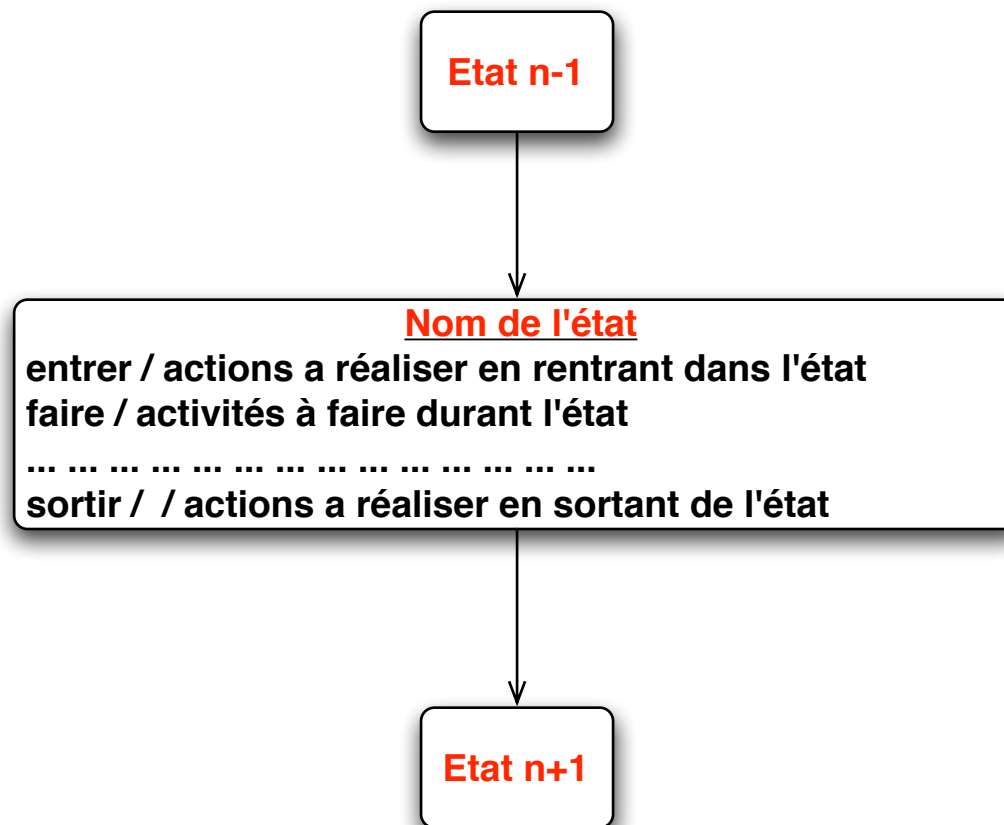 Etat n-1
Nom de l'état
entrer / actions a réaliser en rentrant dans l'état
faire / activités à faire durant l'état
... ... ... ... ... ... ... ... ... ... ... ... ... ...
sortir /  / actions a réaliser en sortant de l'état
Etat n+1